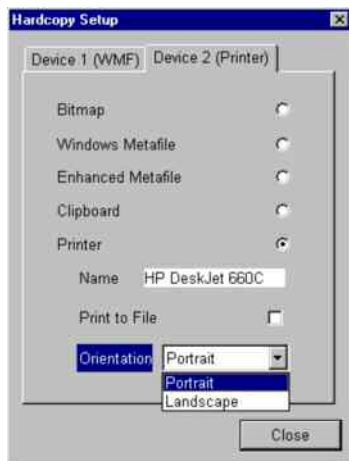 Hardcopy Setup
Device 1 (WMF) Device 2 (Printer)
Bitmap
Windows Metafile
Enhanced Metafile
Clipboard
Printer
Name HP DeskJet 660C
Print to File
Orientation Portrait
Portrait
Landscape
Close